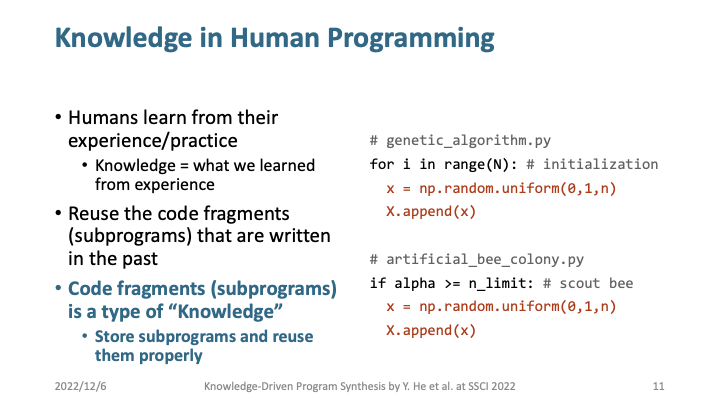 Knowledge in Human Programming
• Humans learn from their
experience/practice
• Knowledge = what we learned
from experience
• Reuse the code fragments
(subprograms) that are written
in the past
• Code fragments (subprograms)
is a type of “Knowledge”
• Store subprograms and reuse
them properly
# genetic_algorithm.py
for i in range(N): # initialization
x = np.random.uniform(0,1,n)
X.append(x)
# artificial_bee_colony.py
if alpha >= n_limit: # scout bee
x = np.random.uniform(0,1,n)
X.append(x)
2022/12/6
Knowledge-Driven Program Synthesis by Y. He et al. at SSCI 2022
11